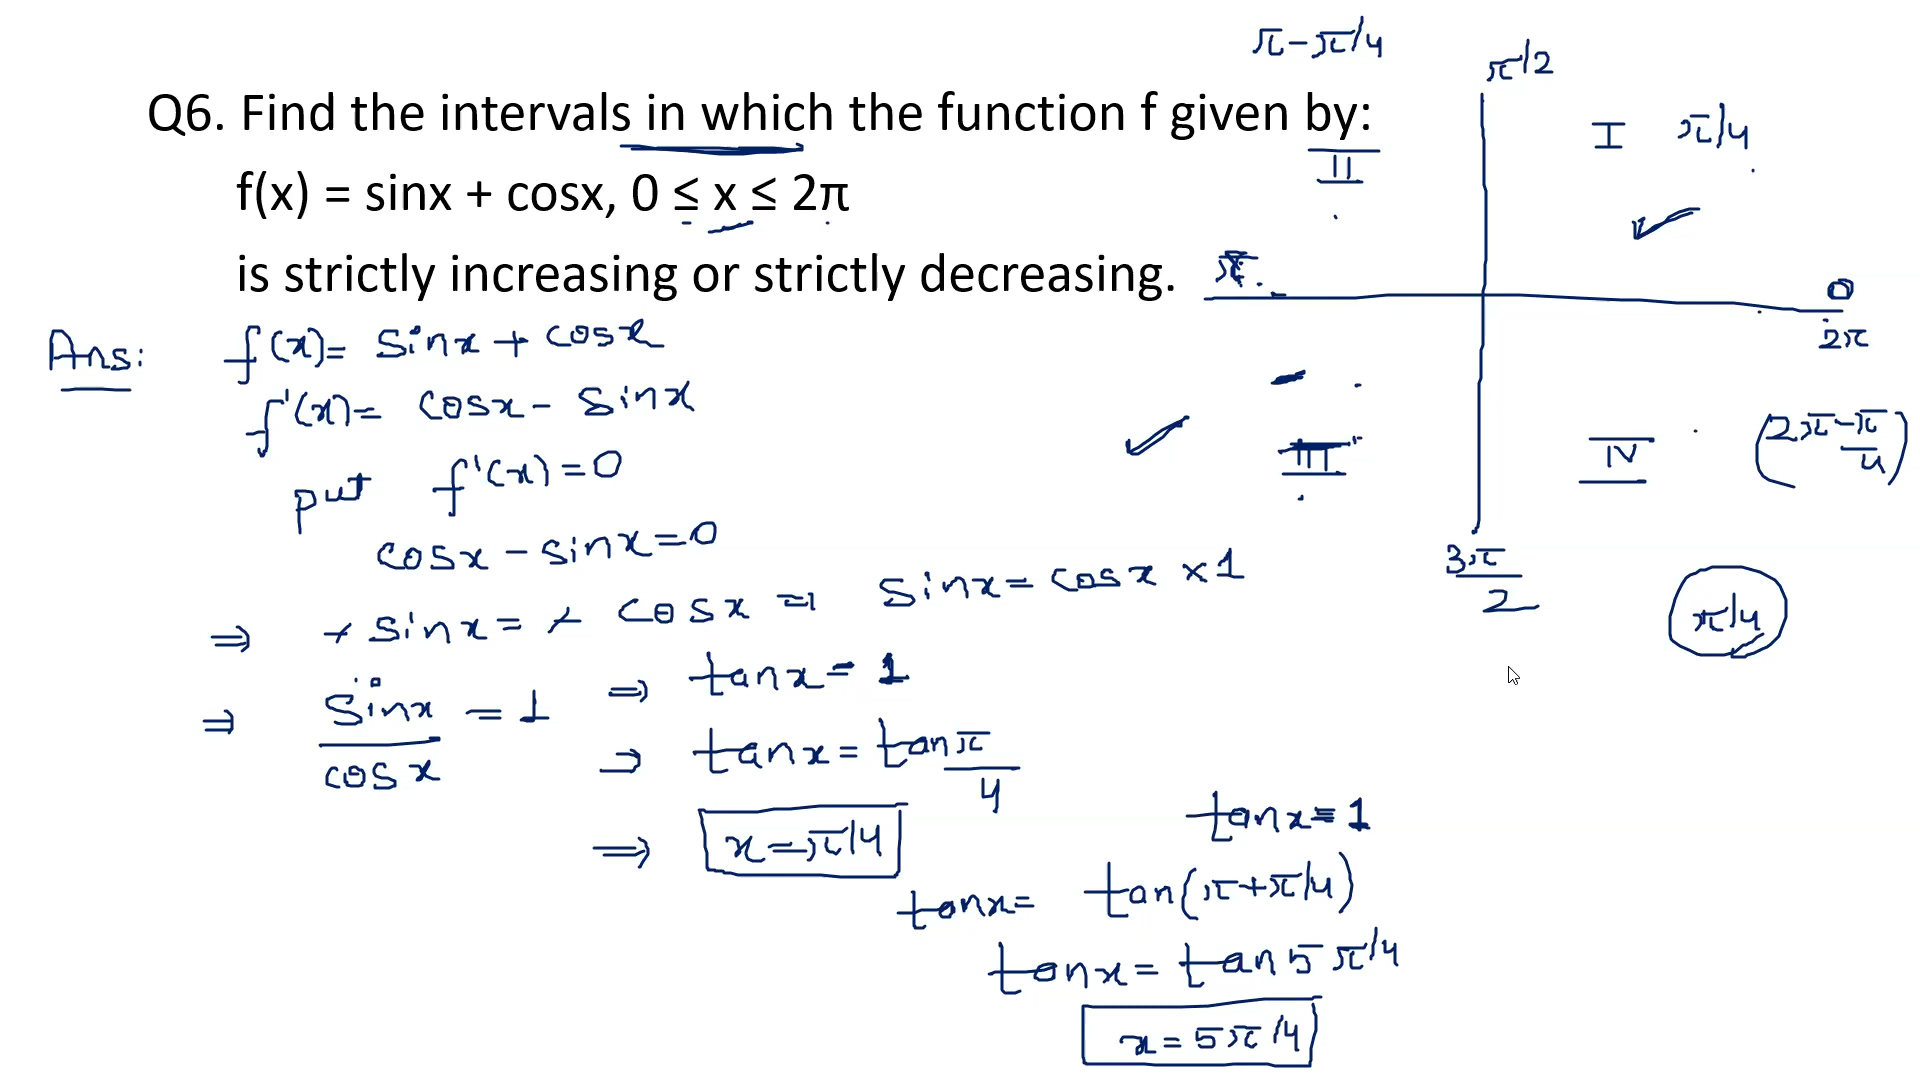 Q6. Find the intervals in which the function f given by:
f(x) = sinx + cosx, 0 ≤ x ≤ 2π
is strictly increasing or strictly decreasing.
Ans: f(x)= sinx + cosx
f'(x)= cosx - sinx
put f'(x)=0
cosx - sinx=0
⇒ + sinx = + cosx ⇒ sinx = cosx ×1
⇒ sinx/cosx = 1 ⇒ tanx = 1
⇒ tanx = tan π/4
⇒ x = π/4
tanx = 1
tanx = tan(π+π/4)
tanx = tan 5π/4
x = 5π/4
π-π/4
π/2
I π/4
II
π
0
2π
III
IV (2π-π/4)
3π/2
π/4